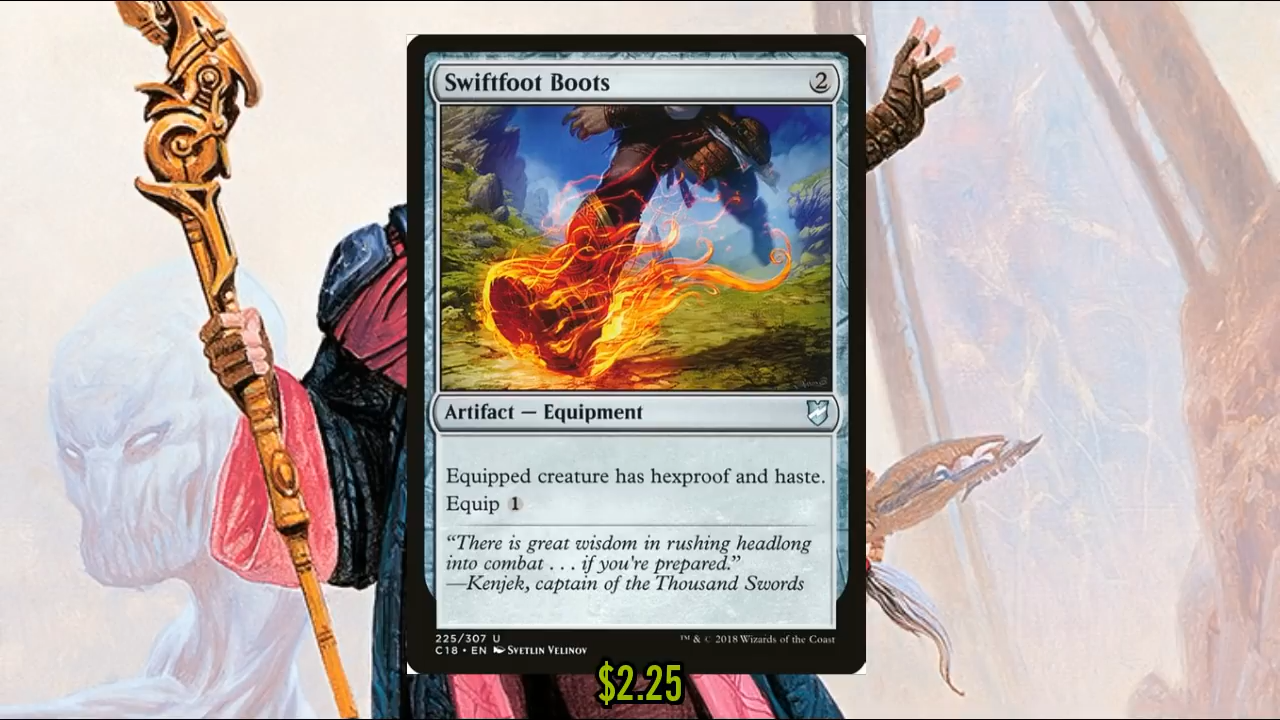 Swiftfoot Boots 2
Artifact — Equipment
Equipped creature has hexproof and haste.
Equip 1
“There is great wisdom in rushing headlong
into combat . . . if you're prepared.”
—Kenjek, captain of the Thousand Swords
225/307 U
C18 • EN Svetlin Velinov
™ & © 2018 Wizards of the Coast
$2.25